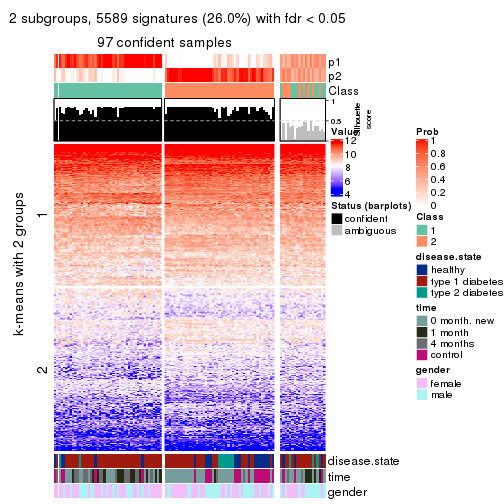 2 subgroups, 5589 signatures (26.0%) with fdr < 0.05
97 confident samples
p1
p2
Class
1
0.5
0
Silhouette
score
k-means with 2 groups
1
2
disease.state
time
gender
Value
12
10
8
6
4
Status (barplots)
confident
ambiguous
Prob
1
0.8
0.6
0.4
0.2
0
Class
1
2
disease.state
healthy
type 1 diabetes
type 2 diabetes
time
0 month. new
1 month
4 months
control
gender
female
male